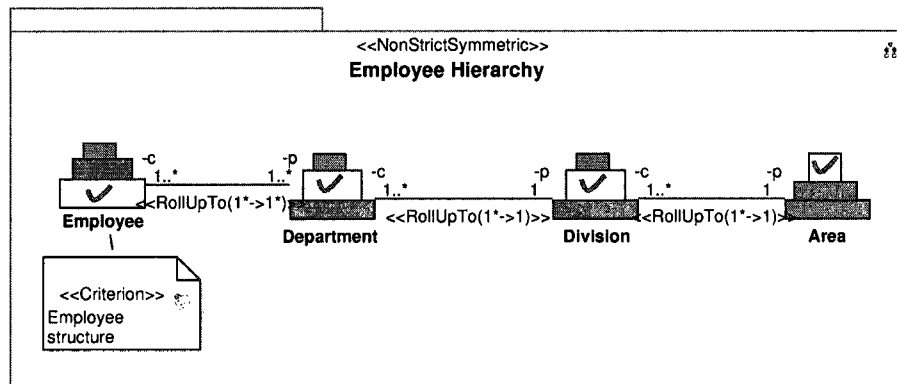 <<NonStrictSymmetric>>
Employee Hierarchy
-c
-p
-c
-p
-c
-p
1..*
1..*
1..*
1
1..*
1
<<RollUpTo(1*->1*)>>
<<RollUpTo(1*->1)>>
<<RollUpTo(1*->1)>>
Employee
Department
Division
Area
<<Criterion>>
Employee
structure